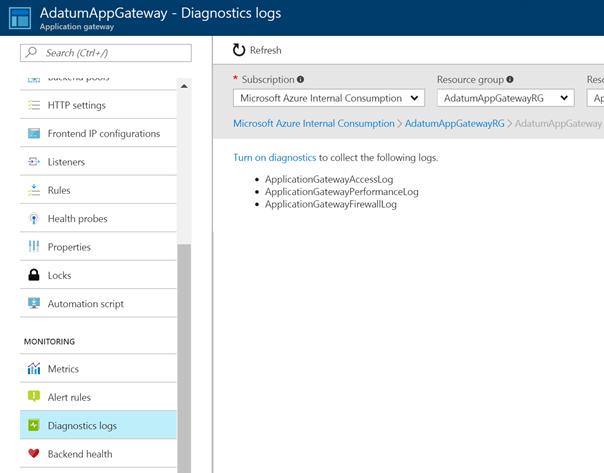 AdatumAppGateway - Diagnostics logs
Application gateway
Search (Ctrl+/)
Backend pools
HTTP settings
Frontend IP configurations
Listeners
Rules
Health probes
Properties
Locks
Automation script
MONITORING
Metrics
Alert rules
Diagnostics logs
Backend health
Refresh
* Subscription Resource group Reso
Microsoft Azure Internal Consumption AdatumAppGatewayRG Ap
Microsoft Azure Internal Consumption > AdatumAppGatewayRG > AdatumAppGateway
Turn on diagnostics to collect the following logs.
• ApplicationGatewayAccessLog
• ApplicationGatewayPerformanceLog
• ApplicationGatewayFirewallLog